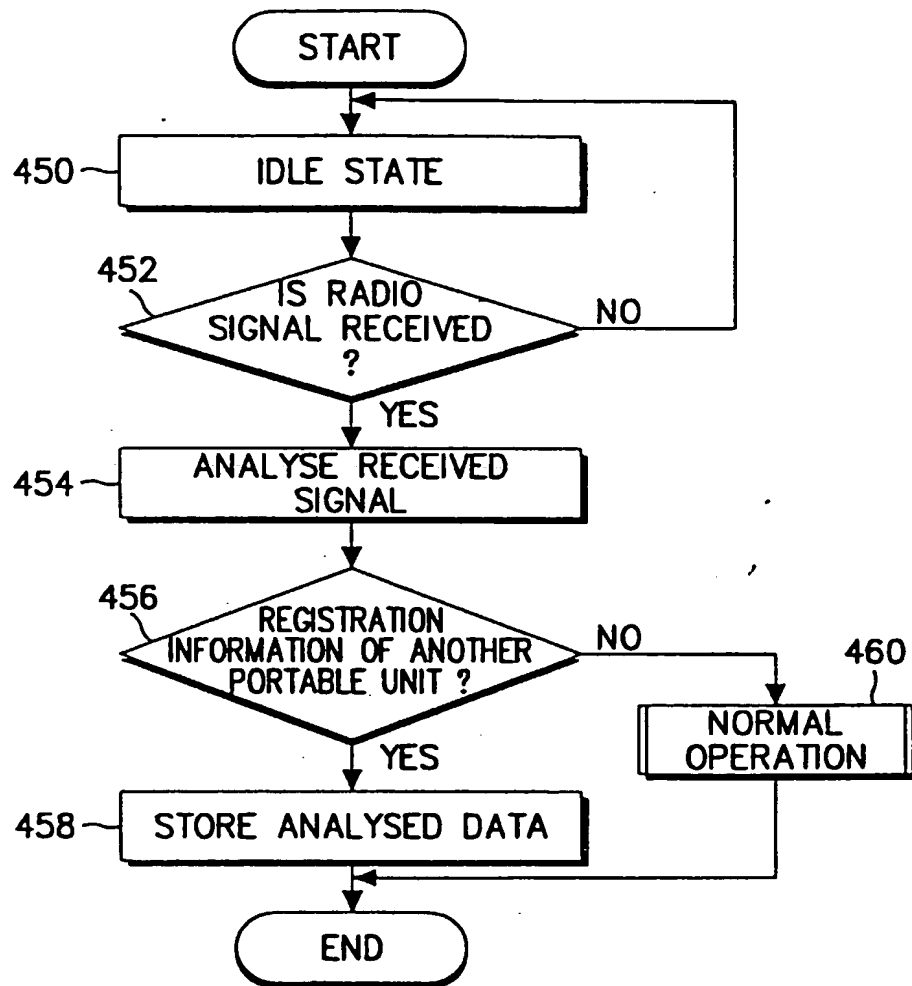 START
450
IDLE STATE
452
IS RADIO
SIGNAL RECEIVED
?
NO
YES
454
ANALYSE RECEIVED
SIGNAL
456
REGISTRATION
INFORMATION OF ANOTHER
PORTABLE UNIT ?
NO
460
NORMAL
OPERATION
YES
458
STORE ANALYSED DATA
END